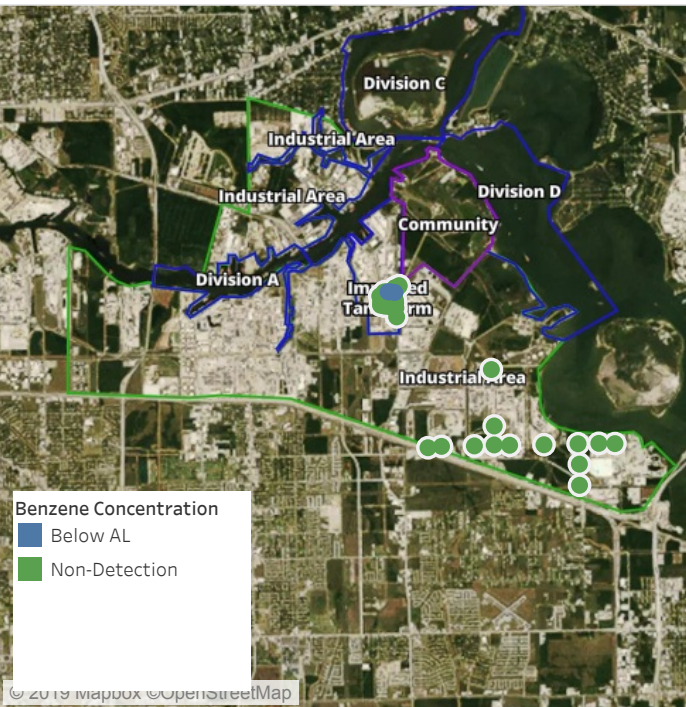 Division C
Industrial Area
Industrial Area
Division D
Community
Division A
Industrial Area
Benzene Concentration
Below AL
Non-Detection
© 2019 Mapbox ©OpenStreetMap